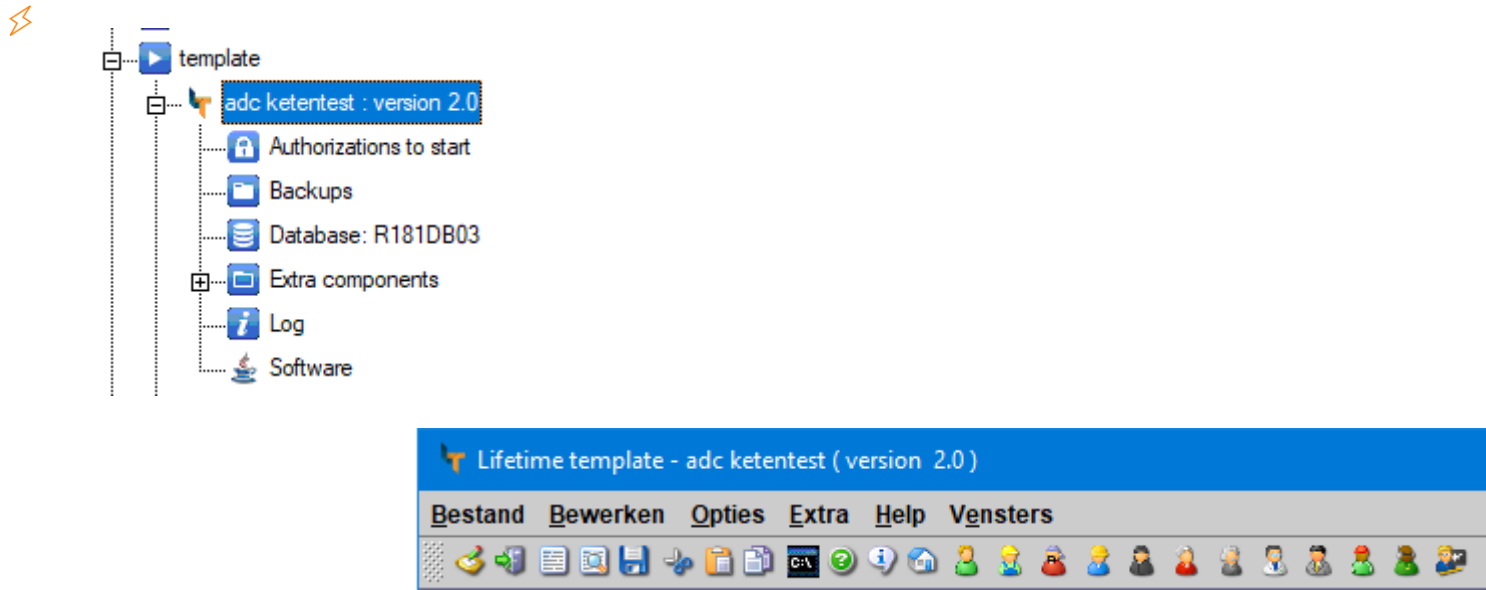 template
adc ketentest : version 2.0
Authorizations to start
Backups
Database: R181DB03
Extra components
Log
Software
Lifetime template - adc ketentest ( version 2.0 )
Bestand Bewerken Opties Extra Help Vensters
C:\